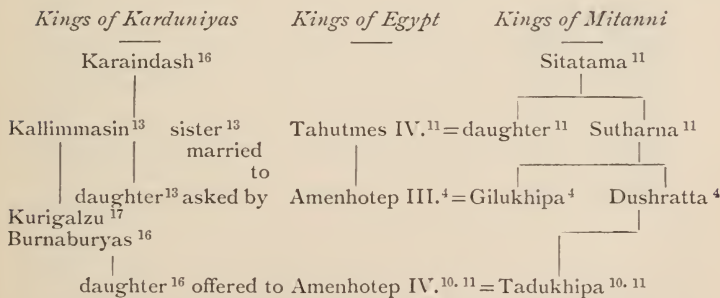 Kings of Karduniyas Kings of Egypt Kings of Mitanni
Karaindash 16 Sitatama 11
Kallimmasin 13 sister 13 Tahutmes IV. 11 = daughter 11 Sutharna 11
married
to
daughter 13 asked by Amenhotep III. 4 = Gilukhipa 4 Dushratta 4
Kurigalzu 17
Burnaburyas 16
daughter 16 offered to Amenhotep IV. 10. 11 = Tadukhipa 10. 11